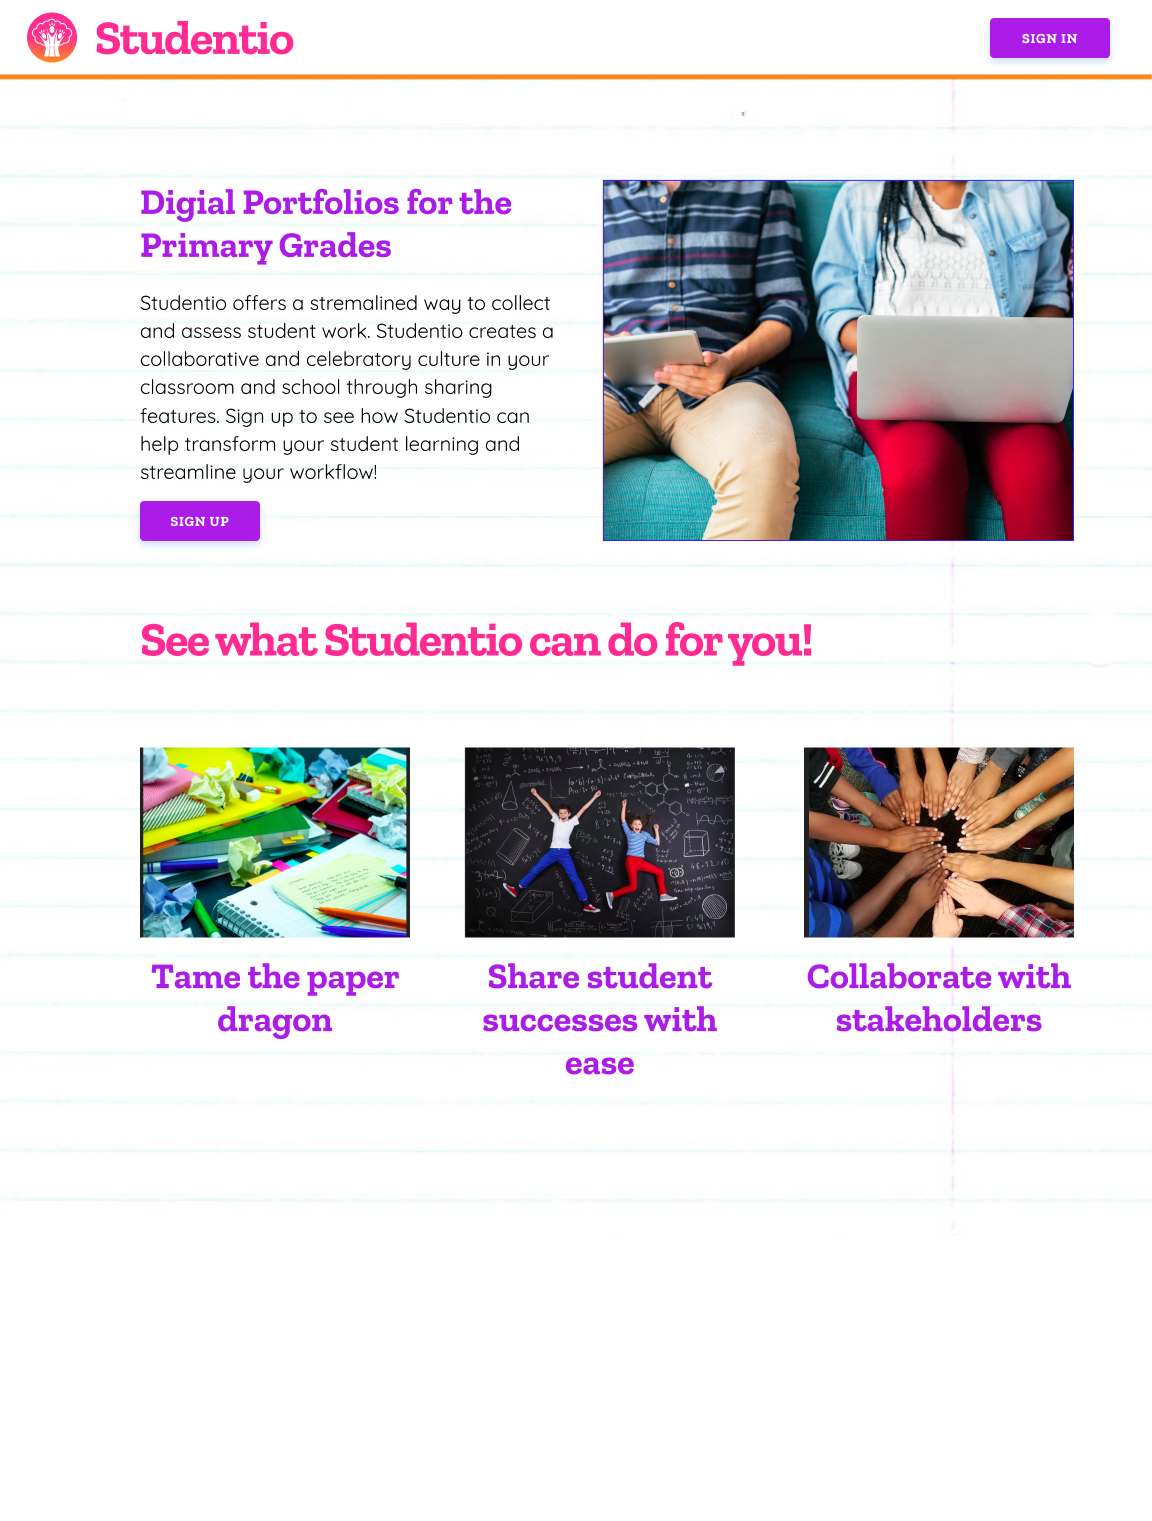 Studentio
SIGN IN
Digial Portfolios for the
Primary Grades
Studentio offers a stremalined way to collect
and assess student work. Studentio creates a
collaborative and celebratory culture in your
classroom and school through sharing
features. Sign up to see how Studentio can
help transform your student learning and
streamline your workflow!
SIGN UP
See what Studentio can do for you!
Tame the paper
dragon
Share student
successes with
ease
Collaborate with
stakeholders